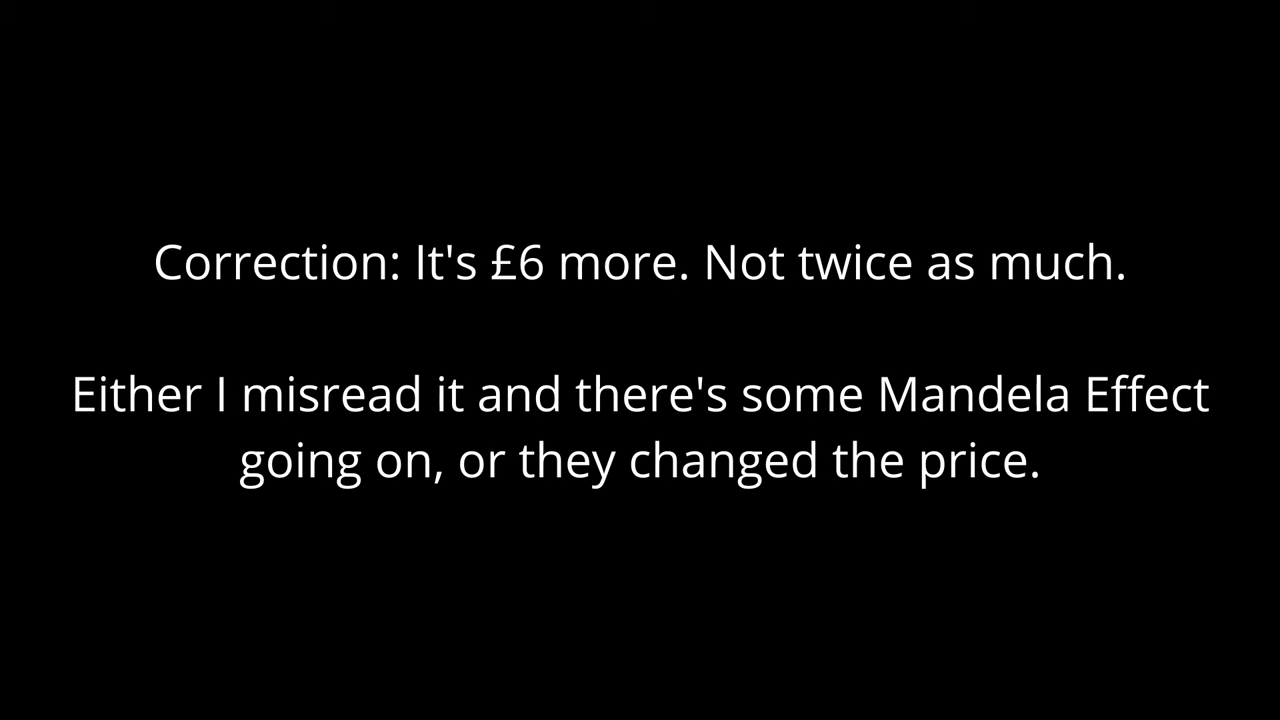 Correction: It's £6 more. Not twice as much.
Either I misread it and there's some Mandela Effect
going on, or they changed the price.